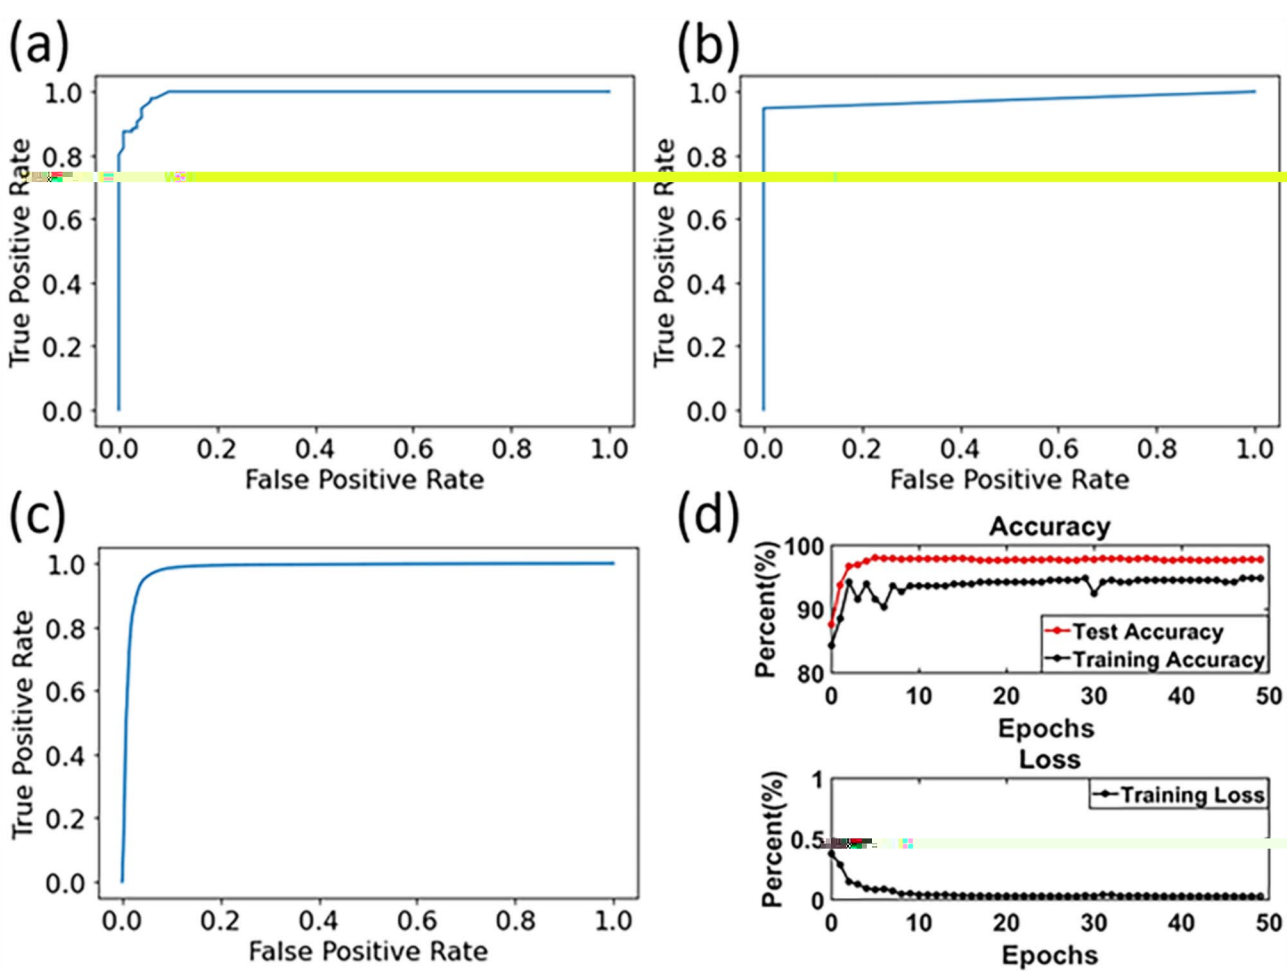 (a)
(b)
True Positive Rate
1.0
0.8
0.6
0.4
0.2
0.0
0.0 0.2 0.4 0.6 0.8 1.0
False Positive Rate
True Positive Rate
1.0
0.8
0.6
0.4
0.2
0.0
0.0 0.2 0.4 0.6 0.8 1.0
False Positive Rate
(c)
True Positive Rate
1.0
0.8
0.6
0.4
0.2
0.0
0.0 0.2 0.4 0.6 0.8 1.0
False Positive Rate
(d)
Accuracy
Percent(%)
100
90
80
Test Accuracy
Training Accuracy
0 10 20 30 40 50
Epochs
Loss
Percent(%)
1
0.5
0
Training Loss
0 10 20 30 40 50
Epochs